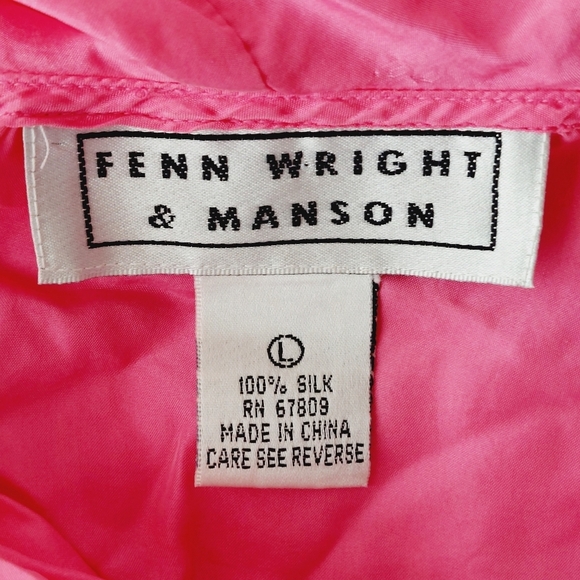 FENN WRIGHT
& MANSON
L
100% SILK
RN 67809
MADE IN CHINA
CARE SEE REVERSE